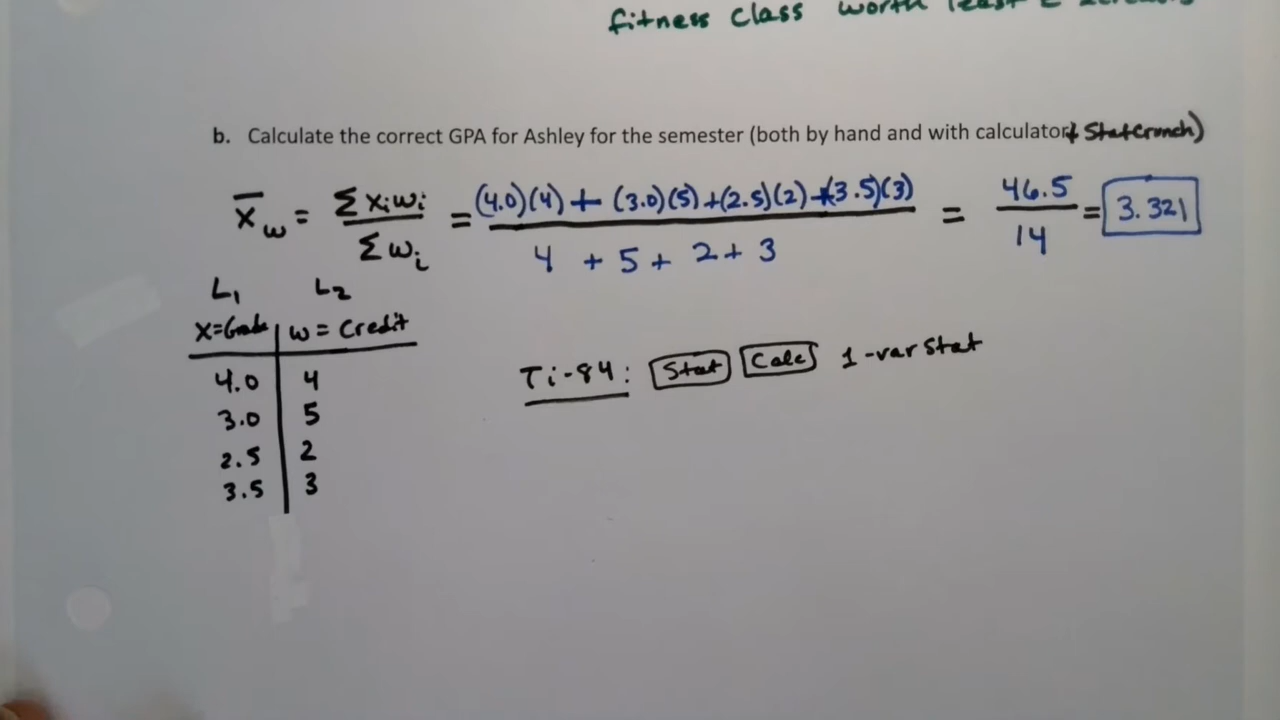 fitness class worth least 2
b. Calculate the correct GPA for Ashley for the semester (both by hand and with calculator & StatCrunch)
x̄w = Σxiwi / Σwi = (4.0)(4) + (3.0)(5) + (2.5)(2) + (3.5)(3) / 4 + 5 + 2 + 3 = 46.5 / 14 = 3.321
L1 L2
x=Grade w = Credit
4.0 4
3.0 5
2.5 2
3.5 3
Ti-84: Stat Calc 1-var Stat